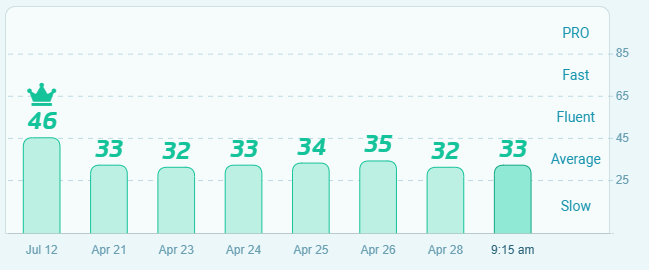 PRO
85
Fast
65
46
Fluent
45
33
32
33
34
35
32
33
Average
25
Slow
Jul 12
Apr 21
Apr 23
Apr 24
Apr 25
Apr 26
Apr 28
9:15 am